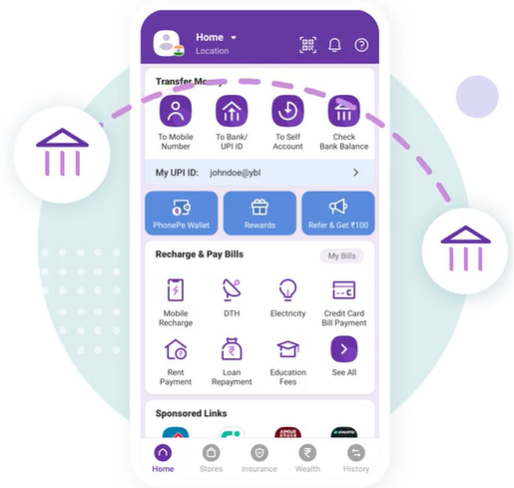 Home
Location
Transfer Money
To Mobile
Number
To Bank/
UPI ID
To Self
Account
Check
Bank Balance
My UPI ID: johndoe@ybl
PhonePe Wallet
Rewards
Refer & Get ₹100
Recharge & Pay Bills
My Bills
Mobile
Recharge
DTH
Electricity
Credit Card
Bill Payment
Rent
Payment
Loan
Repayment
Education
Fees
See All
Sponsored Links
Home
Stores
Insurance
Wealth
History